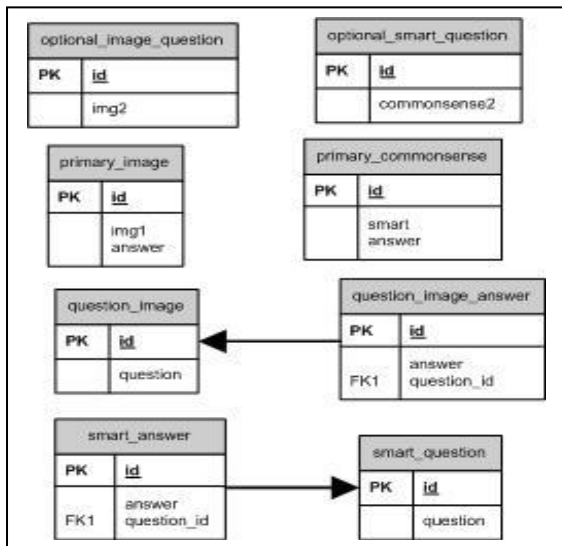 optional_image_question
PK id
img2
optional_smart_question
PK id
commonsense2
primary_image
PK id
img1
answer
primary_commonsense
PK id
smart
answer
question_image
PK id
question
question_image_answer
PK id
answer
FK1 question_id
smart_answer
PK id
answer
FK1 question_id
smart_question
PK id
question